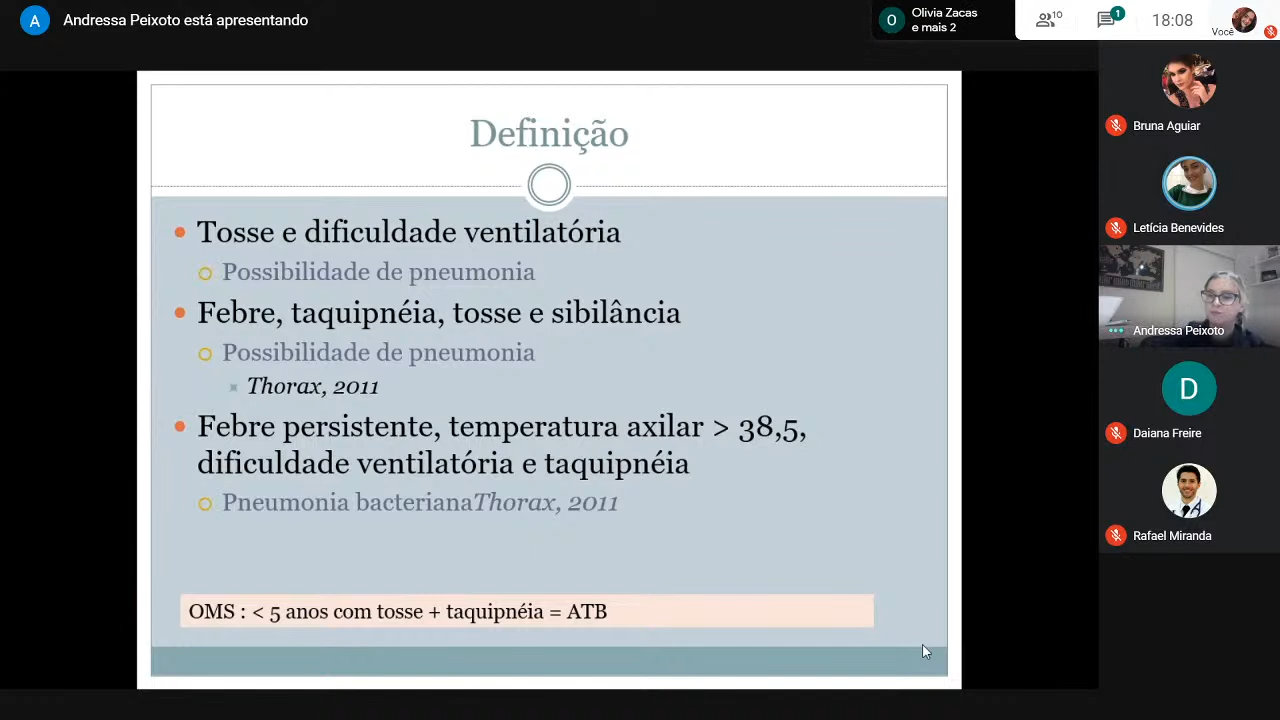 A
Andressa Peixoto está apresentando
O
Olivia Zacas
e mais 2
10
1
18:08
Você
Definição
Tosse e dificuldade ventilatória
Possibilidade de pneumonia
Febre, taquipnéia, tosse e sibilância
Possibilidade de pneumonia
Thorax, 2011
Febre persistente, temperatura axilar > 38,5,
dificuldade ventilatória e taquipnéia
Pneumonia bacterianaThorax, 2011
OMS : < 5 anos com tosse + taquipnéia = ATB
Bruna Aguiar
Letícia Benevides
Andressa Peixoto
D
Daiana Freire
Rafael Miranda